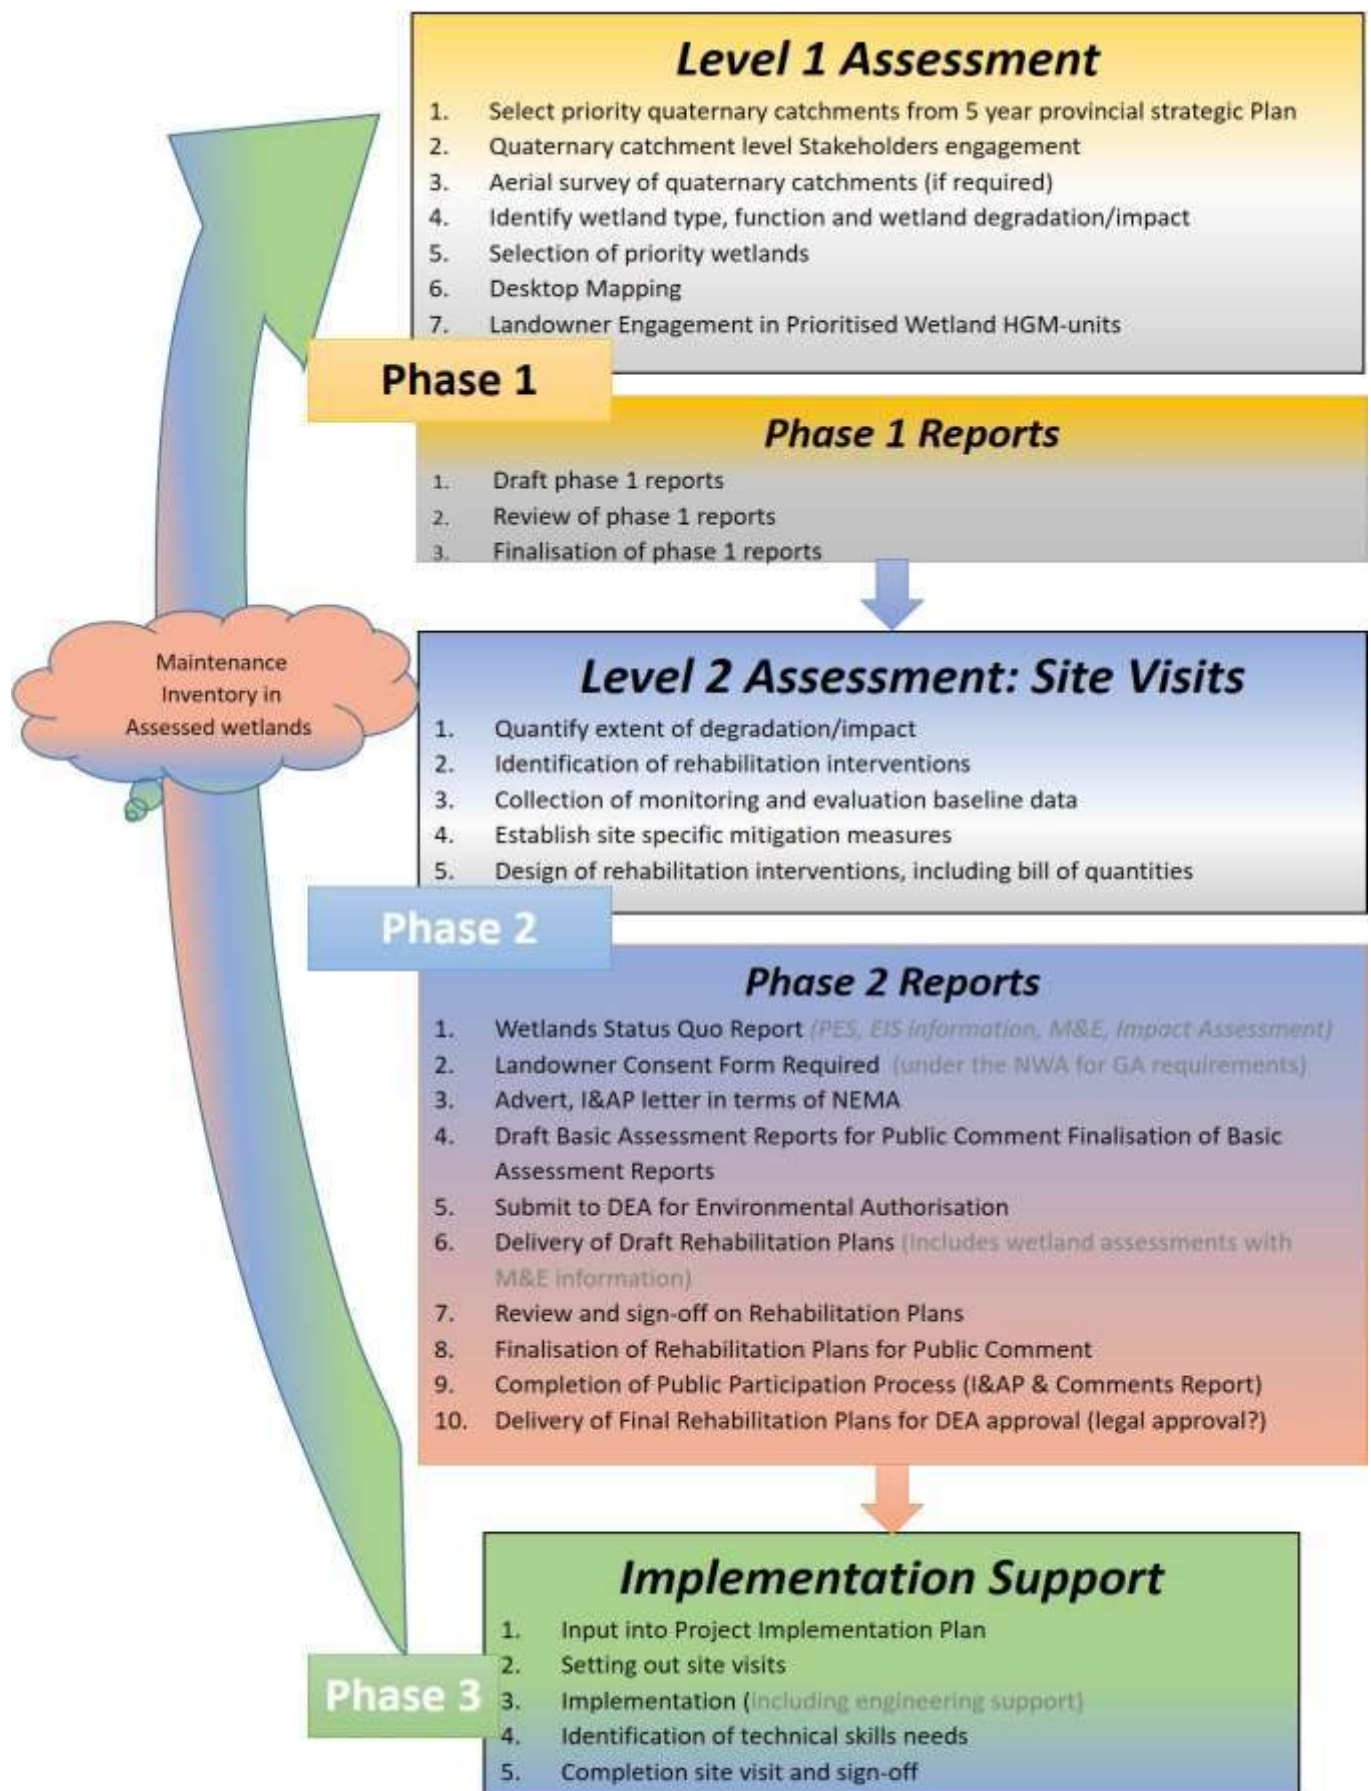 Level 1 Assessment
1. Select priority quaternary catchments from 5 year provincial strategic Plan
2. Quaternary catchment level Stakeholders engagement
3. Aerial survey of quaternary catchments (if required)
4. Identify wetland type, function and wetland degradation/impact
5. Selection of priority wetlands
6. Desktop Mapping
7. Landowner Engagement in Prioritised Wetland HGM-units
Phase 1
Phase 1 Reports
1. Draft phase 1 reports
2. Review of phase 1 reports
3. Finalisation of phase 1 reports
Maintenance
Inventory in
Assessed wetlands
Level 2 Assessment: Site Visits
1. Quantify extent of degradation/impact
2. Identification of rehabilitation interventions
3. Collection of monitoring and evaluation baseline data
4. Establish site specific mitigation measures
5. Design of rehabilitation interventions, including bill of quantities
Phase 2
Phase 2 Reports
1. Wetlands Status Quo Report (PES, EIS information, M&E, Impact Assessment)
2. Landowner Consent Form Required (under the NWA for GA requirements)
3. Advert, I&AP letter in terms of NEMA
4. Draft Basic Assessment Reports for Public Comment Finalisation of Basic
Assessment Reports
5. Submit to DEA for Environmental Authorisation
6. Delivery of Draft Rehabilitation Plans (Includes wetland assessments with
M&E information)
7. Review and sign-off on Rehabilitation Plans
8. Finalisation of Rehabilitation Plans for Public Comment
9. Completion of Public Participation Process (I&AP & Comments Report)
10. Delivery of Final Rehabilitation Plans for DEA approval (legal approval?)
Implementation Support
1. Input into Project Implementation Plan
2. Setting out site visits
Phase 3
3. Implementation (including engineering support)
4. Identification of technical skills needs
5. Completion site visit and sign-off